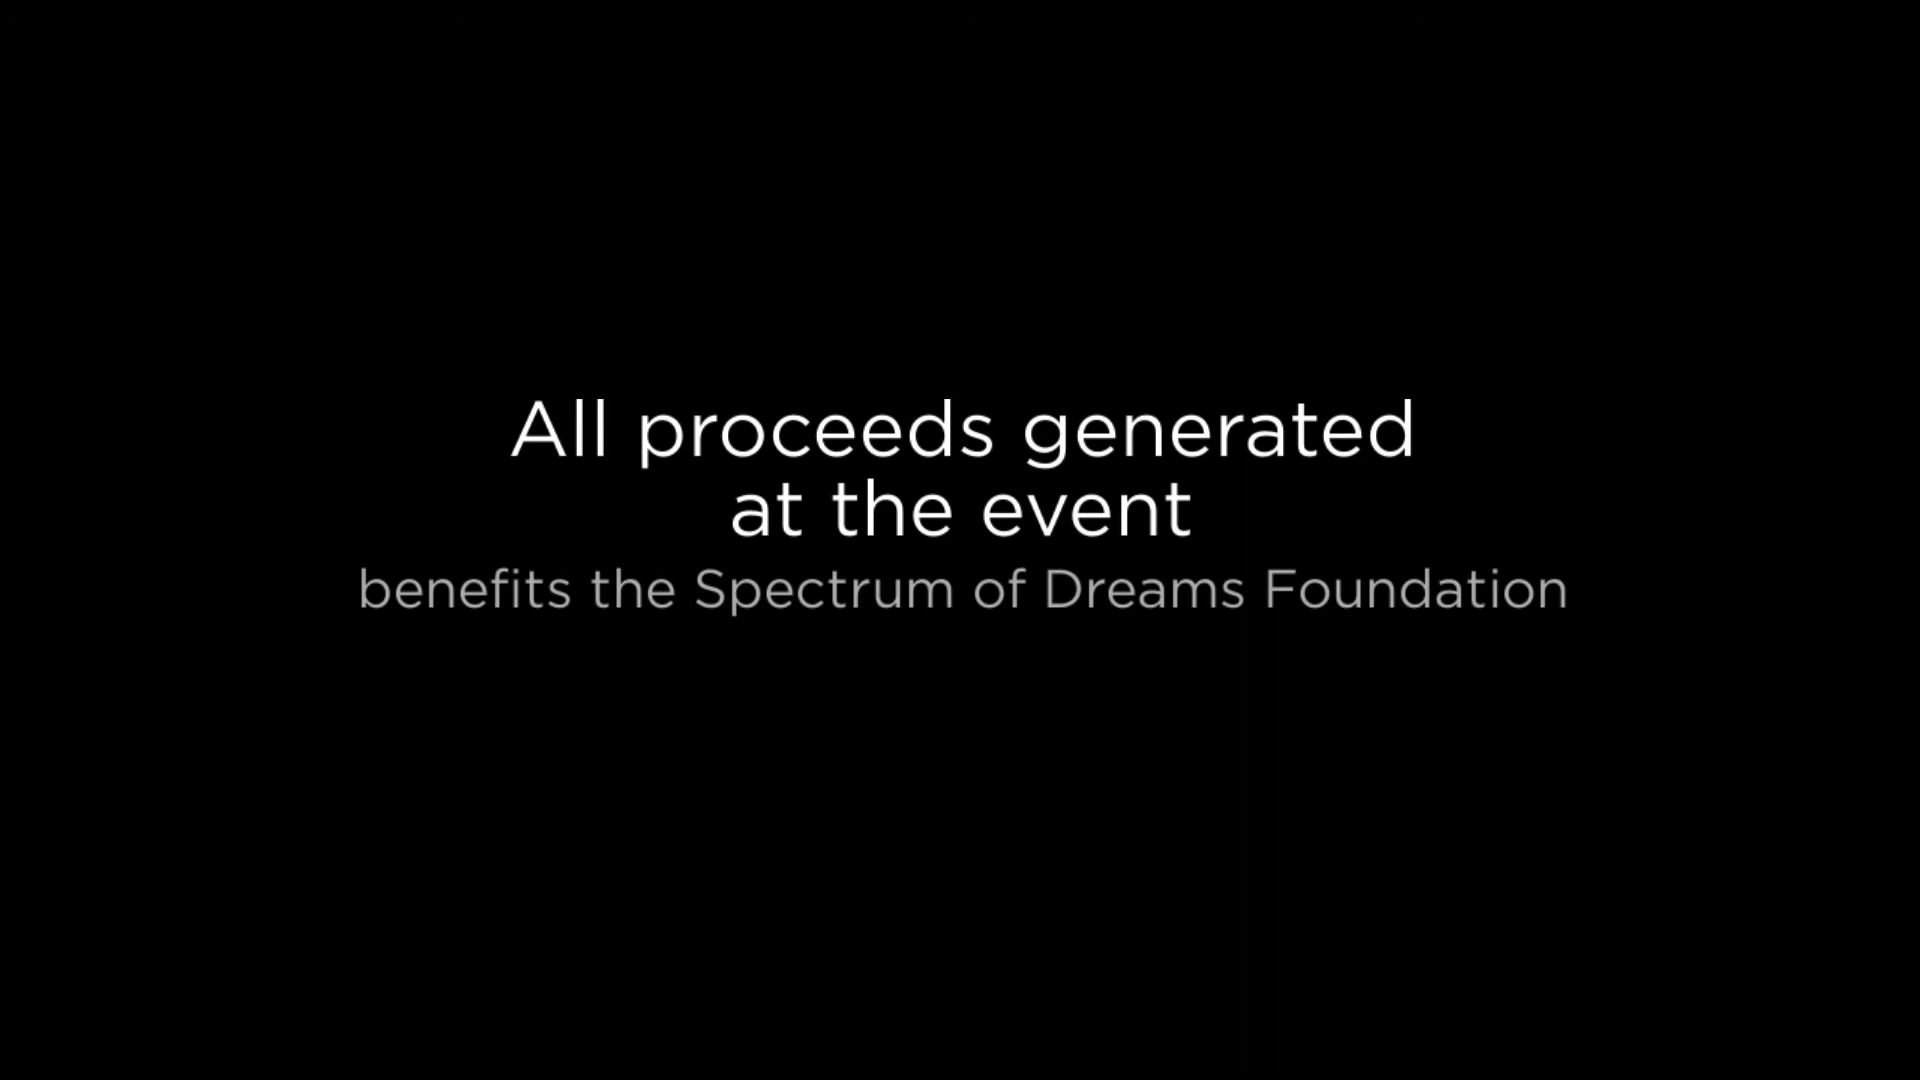 All proceeds generated
at the event
benefits the Spectrum of Dreams Foundation